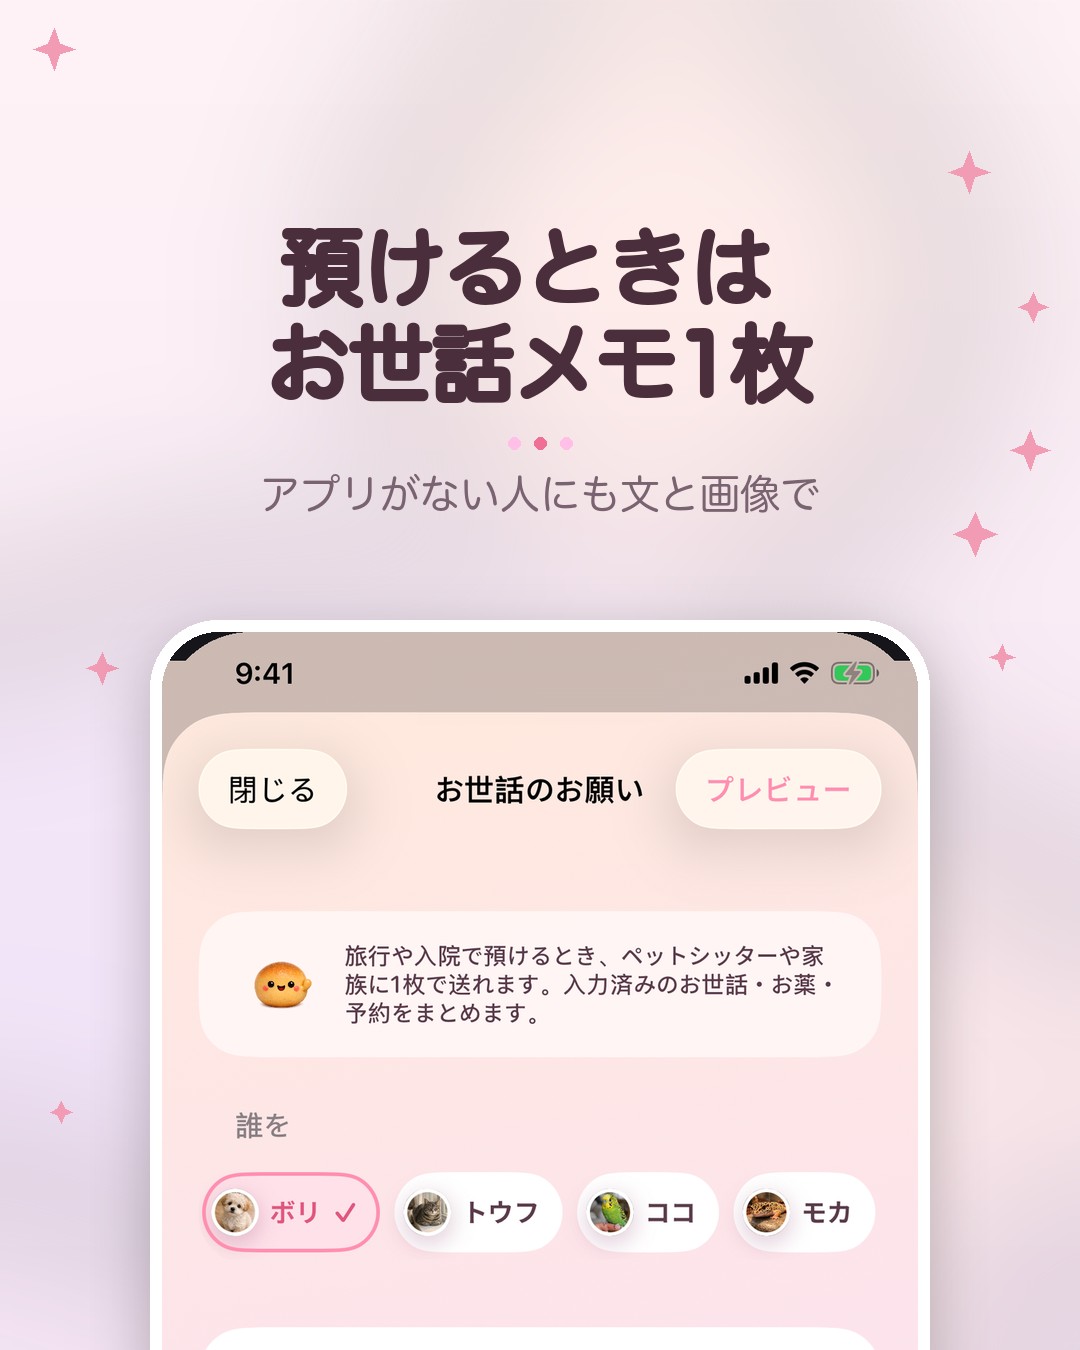 預けるときは
お世話メモ1枚
アプリがない人にも文と画像で
9:41
閉じる
お世話のお願い
プレビュー
旅行や入院で預けるとき、ペットシッターや家
族に1枚で送れます。入力済みのお世話・お薬・
予約をまとめます。
誰を
ボリ
トウフ
ココ
モカ